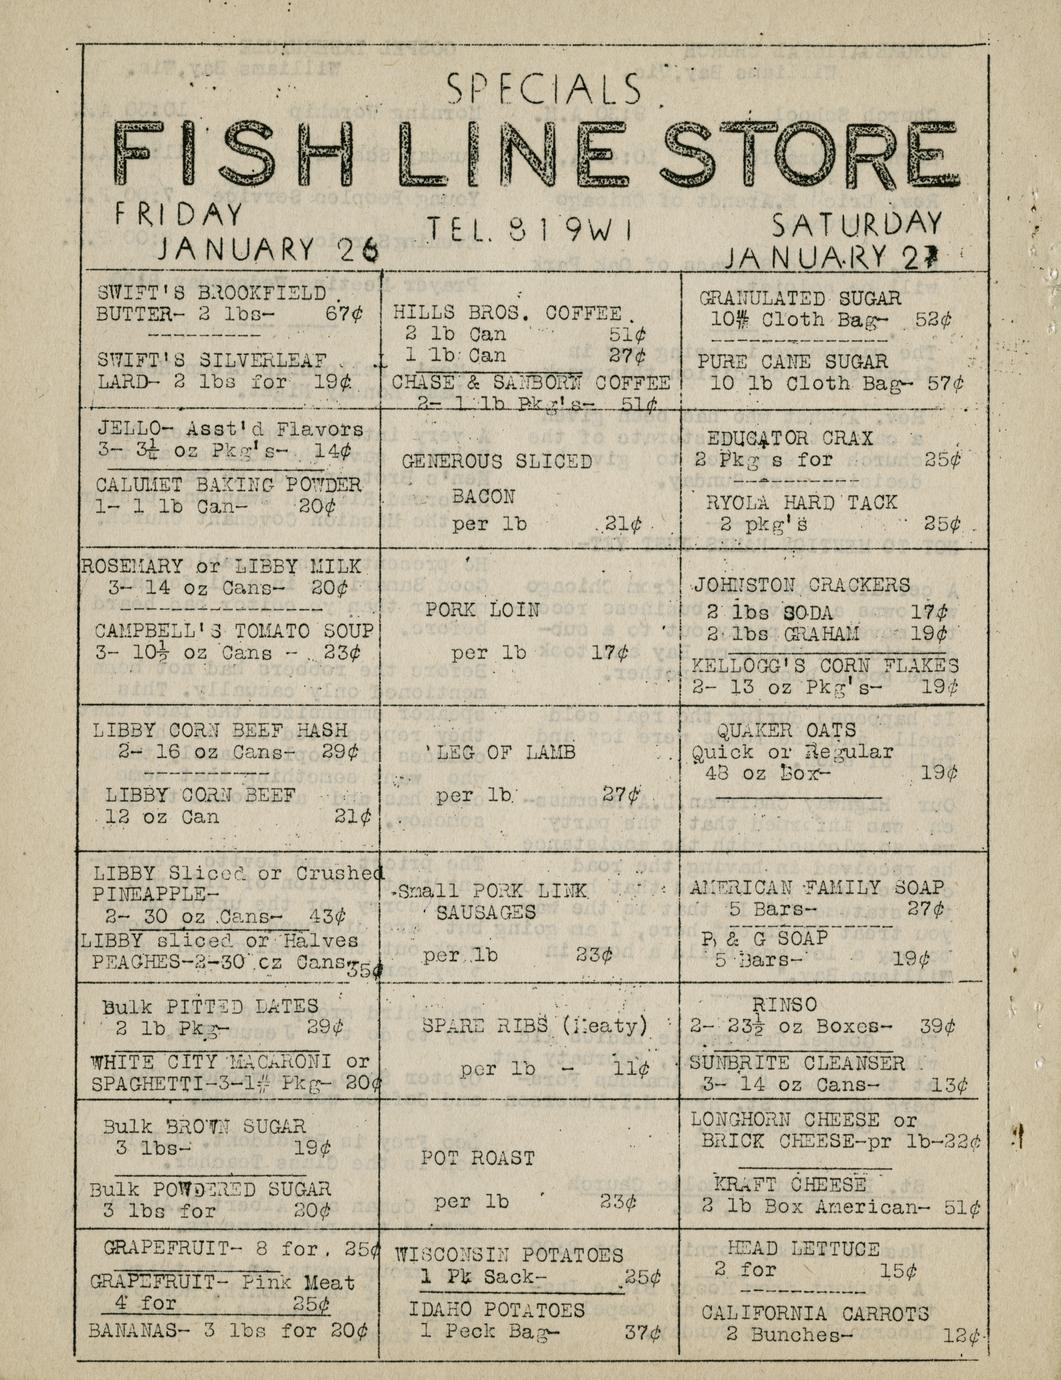 SPECIALS
FISH LINE STORE
FRIDAY
JANUARY 26
TEL. 819W1
SATURDAY
JANUARY 27
SWIFT'S BROOKFIELD
BUTTER- 2 lbs- 67¢
SWIFT'S SILVERLEAF
LARD- 2 lbs for 19¢
HILLS BROS. COFFEE
2 lb Can 51¢
1 lb Can 27¢
CHASE & SANBORN COFFEE
2- 1 lb Pkg's- 51¢
GRANULATED SUGAR
10# Cloth Bag- 52¢
PURE CANE SUGAR
10 lb Cloth Bag- 57¢
JELLO- Asst'd Flavors
3- 3½ oz Pkg's- 14¢
CALUMET BAKING POWDER
1- 1 lb Can- 20¢
GENEROUS SLICED
BACON
per lb 21¢
EDUCATOR CRAX
2 Pkg s for 25¢
RYOLA HARD TACK
2 pkg's 25¢
ROSEMARY or LIBBY MILK
3- 14 oz Cans- 20¢
CAMPBELL'S TOMATO SOUP
3- 10½ oz Cans - 23¢
PORK LOIN
per lb 17¢
JOHNSTON CRACKERS
2 lbs SODA 17¢
2 lbs GRAHAM 19¢
KELLOGG'S CORN FLAKES
2- 13 oz Pkg's- 19¢
LIBBY CORN BEEF HASH
2- 16 oz Cans- 29¢
LIBBY CORN BEEF
12 oz Can 21¢
LEG OF LAMB
per lb 27¢
QUAKER OATS
Quick or Regular
48 oz Box- 19¢
LIBBY Sliced or Crushed
PINEAPPLE-
2- 30 oz Cans- 43¢
LIBBY sliced or Halves
PEACHES-2-30 oz Cans- 35¢
Small PORK LINK
SAUSAGES
per lb 23¢
AMERICAN FAMILY SOAP
5 Bars- 27¢
P & G SOAP
5 Bars- 19¢
Bulk PITTED DATES
2 lb Pkg- 29¢
WHITE CITY MACARONI or
SPAGHETTI-3-1# Pkg- 20¢
SPARE RIBS (Meaty)
per lb - 11¢
RINSO
2- 23½ oz Boxes- 39¢
SUNBRITE CLEANSER
3- 14 oz Cans- 13¢
Bulk BROWN SUGAR
3 lbs- 19¢
Bulk POWDERED SUGAR
3 lbs for 20¢
POT ROAST
per lb 23¢
LONGHORN CHEESE or
BRICK CHEESE-pr lb-22¢
KRAFT CHEESE
2 lb Box American- 51¢
GRAPEFRUIT- 8 for. 25¢
GRAPEFRUIT- Pink Meat
4 for 25¢
BANANAS- 3 lbs for 20¢
WISCONSIN POTATOES
1 Pk Sack- 25¢
IDAHO POTATOES
1 Peck Bag- 37¢
HEAD LETTUCE
2 for 15¢
CALIFORNIA CARROTS
2 Bunches- 12¢